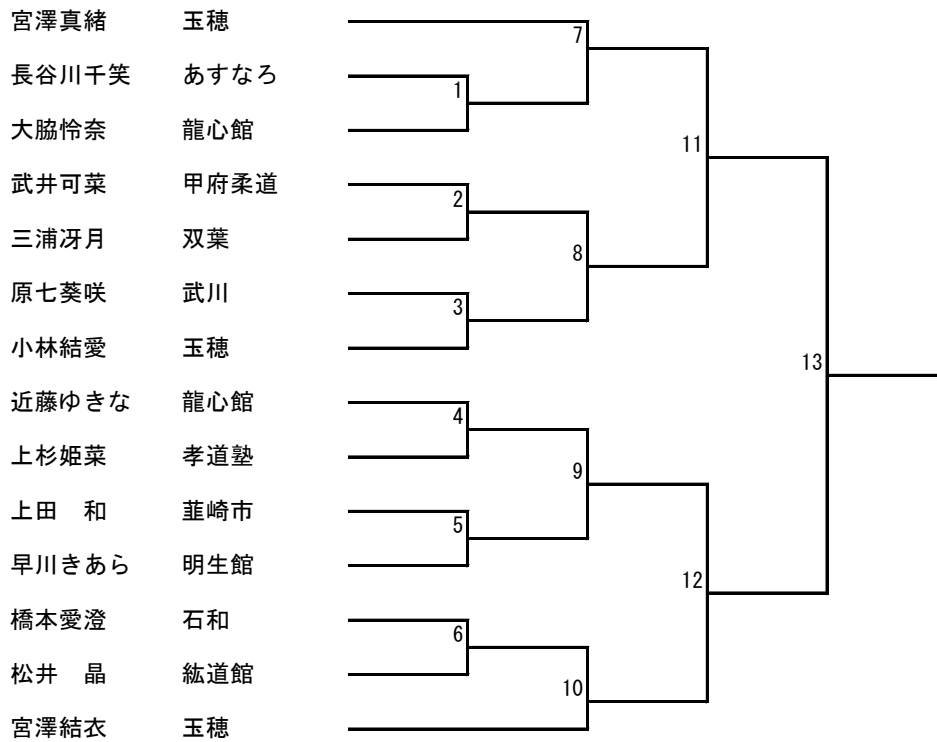 宮澤真緒 玉穂
7
長谷川千笑 あすなろ
1
大脇怜奈 龍心館
11
武井可菜 甲府柔道
2
三浦冴月 双葉
8
原七葵咲 武川
3
小林結愛 玉穂
13
近藤ゆきな 龍心館
4
上杉姫菜 孝道塾
9
上田 和 韮崎市
5
早川きあら 明生館
12
橋本愛澄 石和
6
松井 晶 紘道館
10
宮澤結衣 玉穂